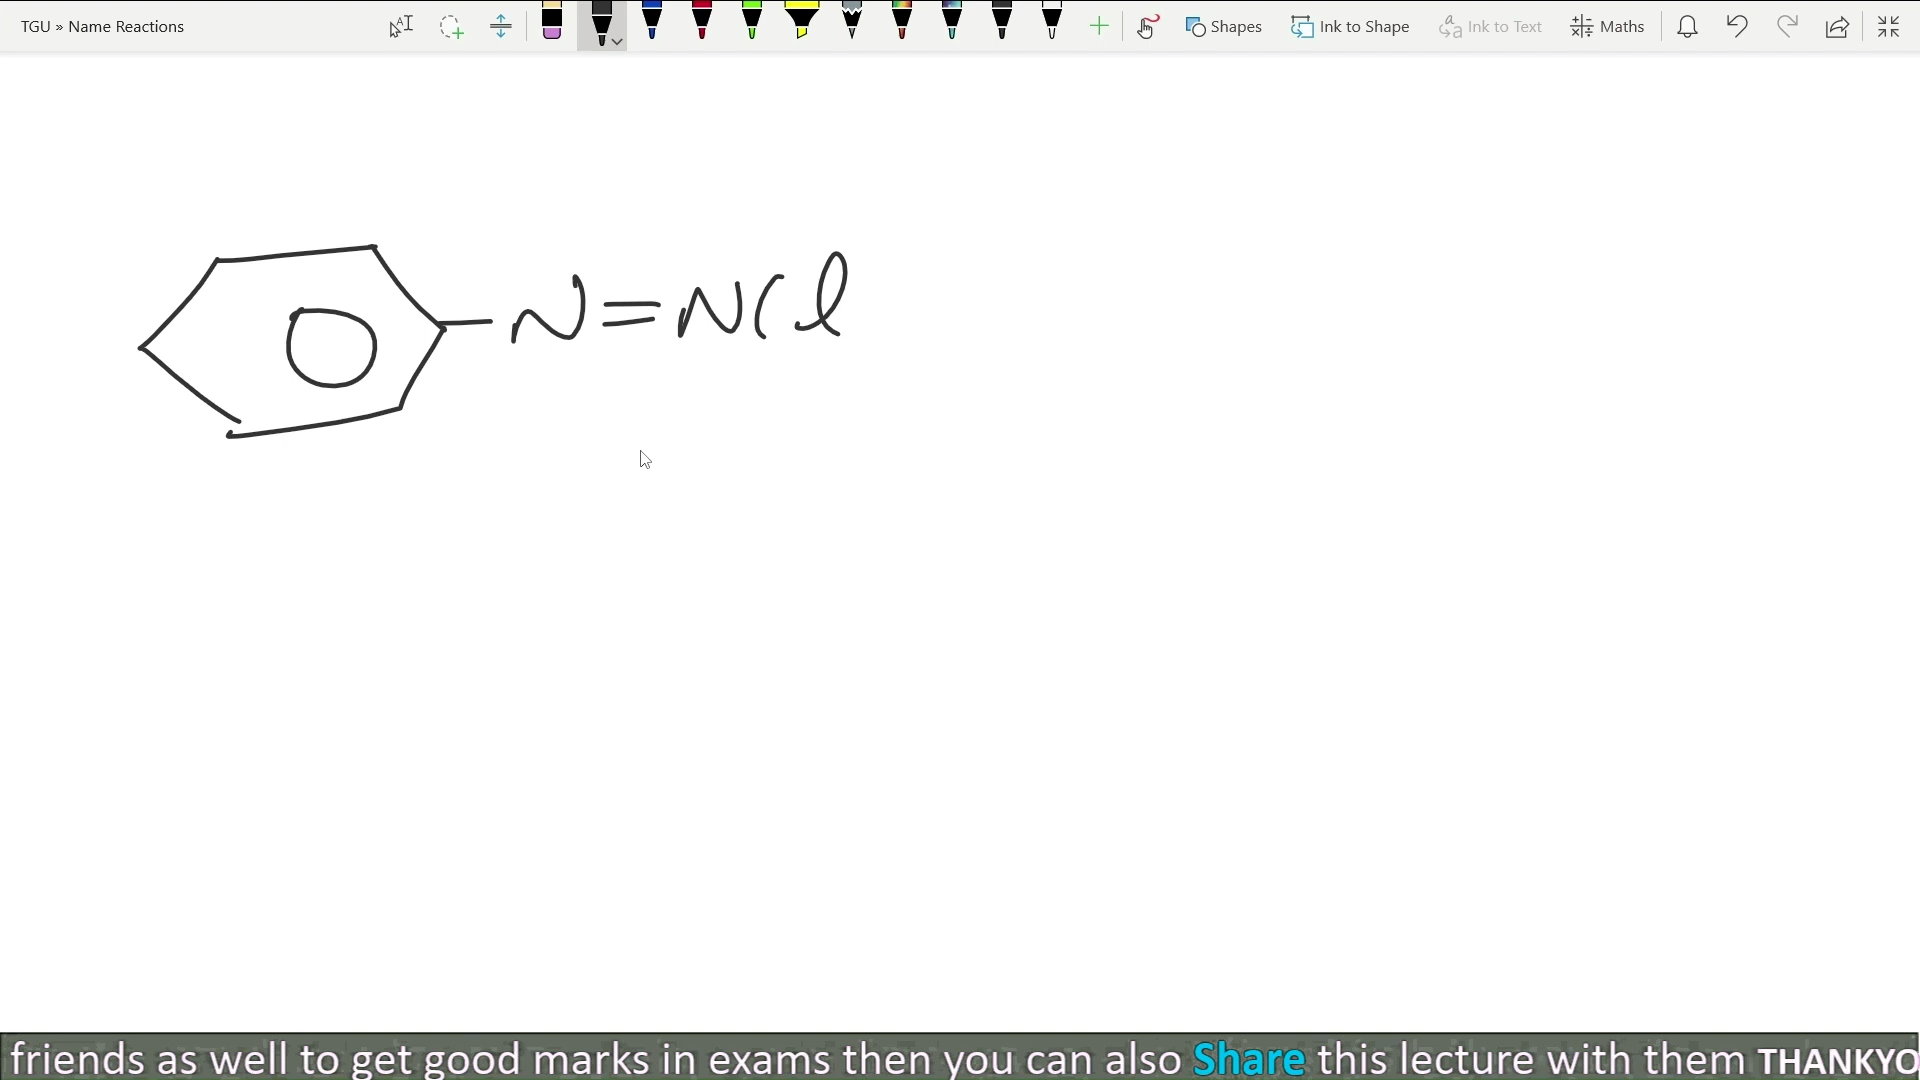 TGU » Name Reactions
Shapes
Ink to Shape
Ink to Text
Maths
N=NCl
friends as well to get good marks in exams then you can also Share this lecture with them THANKYO